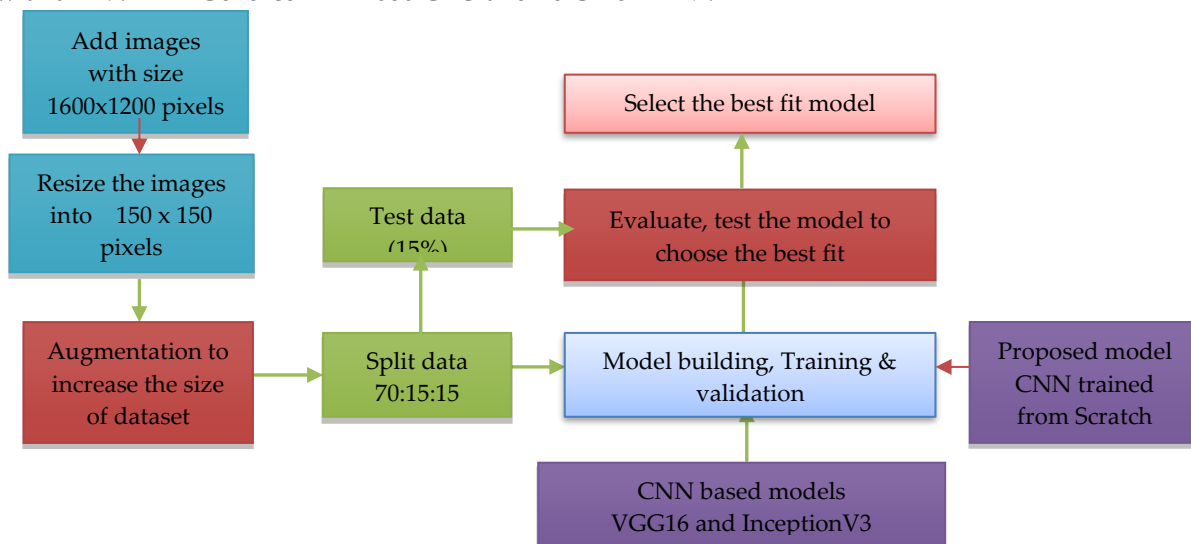 Add images
with size
1600x1200 pixels
Resize the images
into 150 x 150
pixels
Augmentation to
increase the size
of dataset
Split data
70:15:15
Test data
(15%)
Select the best fit model
Evaluate, test the model to
choose the best fit
Model building, Training &
validation
Proposed model
CNN trained
from Scratch
CNN based models
VGG16 and InceptionV3